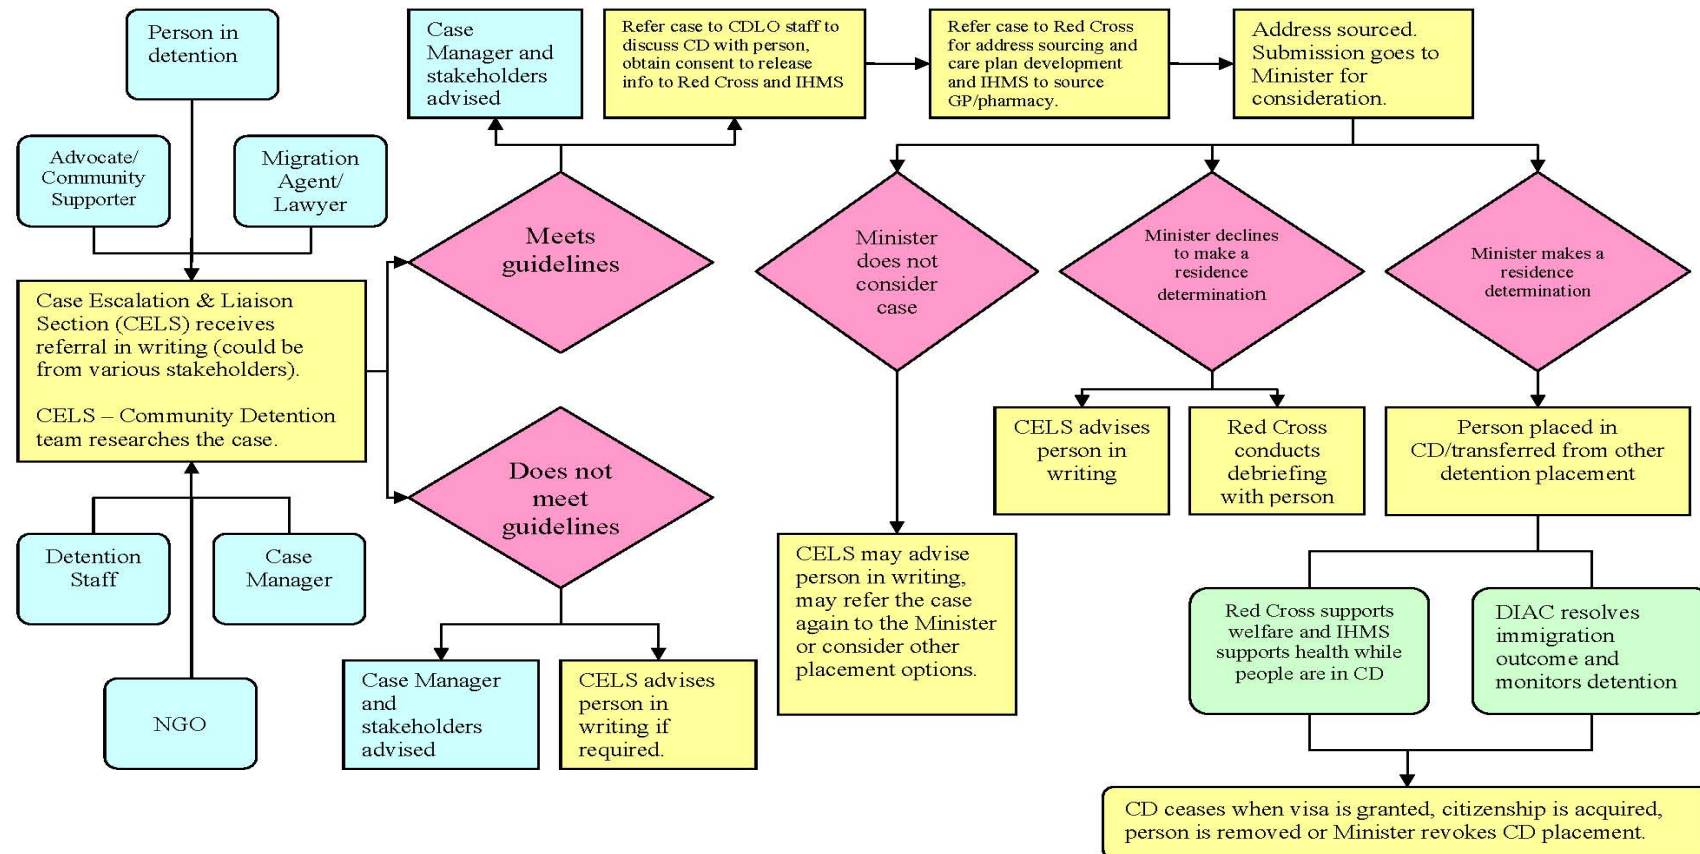 Person in
detention
Advocate/
Community
Supporter
Migration
Agent/
Lawyer
Case Escalation & Liaison
Section (CELS) receives
referral in writing (could be
from various stakeholders).
CELS – Community Detention
team researches the case.
Detention
Staff
Case
Manager
NGO
Case
Manager and
stakeholders
advised
Refer case to CDLO staff to
discuss CD with person,
obtain consent to release
info to Red Cross and IHMS
Refer case to Red Cross
for address sourcing and
care plan development
and IHMS to source
GP/pharmacy.
Address sourced.
Submission goes to
Minister for
consideration.
Meets
guidelines
Does not
meet
guidelines
Case Manager
and
stakeholders
advised
CELS advises
person in
writing if
required.
Minister
does not
consider
case
Minister declines
to make a
residence
determination
Minister makes a
residence
determination
CELS may advise
person in writing,
may refer the case
again to the Minister
or consider other
placement options.
CELS advises
person in
writing
Red Cross
conducts
debriefing
with person
Person placed in
CD/transferred from other
detention placement
Red Cross supports
welfare and IHMS
supports health while
people are in CD
DIAC resolves
immigration
outcome and
monitors detention
CD ceases when visa is granted, citizenship is acquired,
person is removed or Minister revokes CD placement.